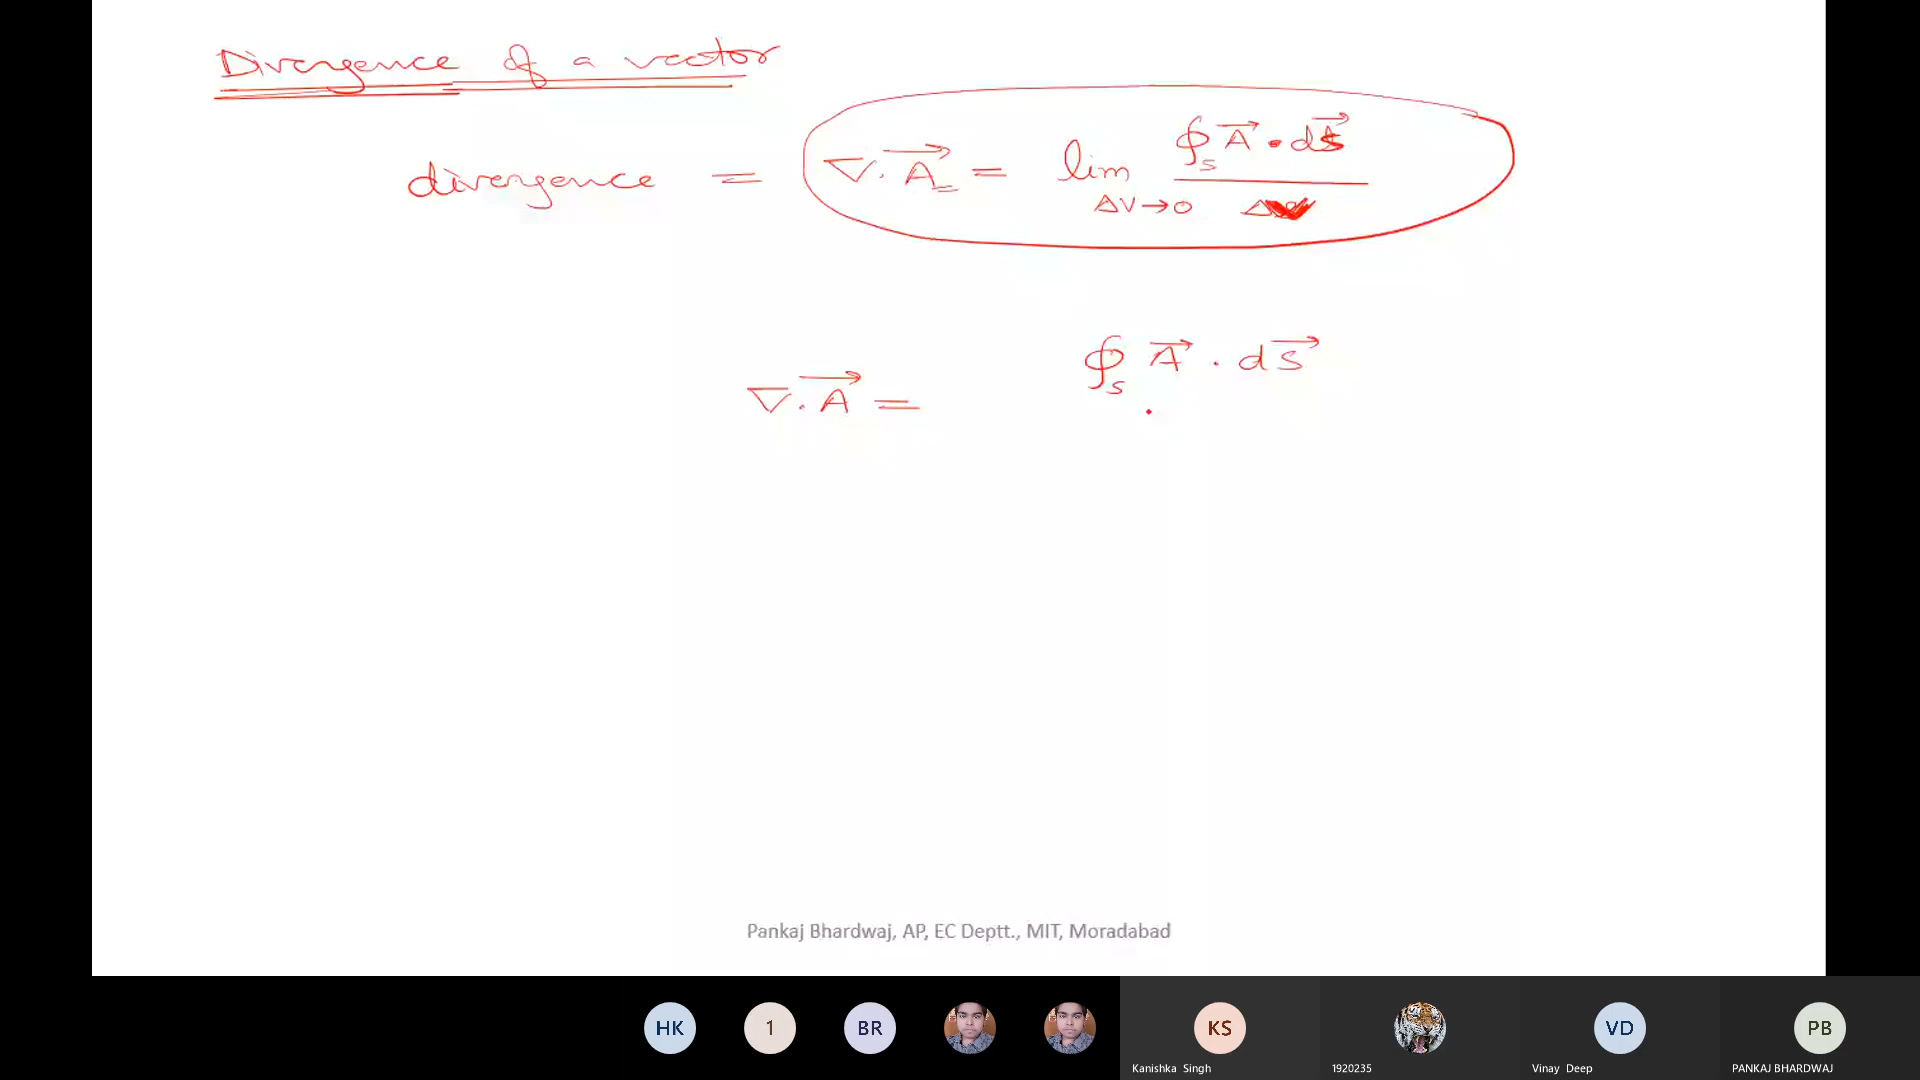 Divergence of a vector
divergence = ∇·A⃗ = lim ΔV→0 ∮s A⃗ · dS⃗ / ΔV
∇·A⃗ = ∮s A⃗ · dS⃗
Pankaj Bhardwaj, AP, EC Deptt., MIT, Moradabad
HK 1 BR KS VD PB
Kanishka Singh 1920235 Vinay Deep PANKAJ BHARDWAJ